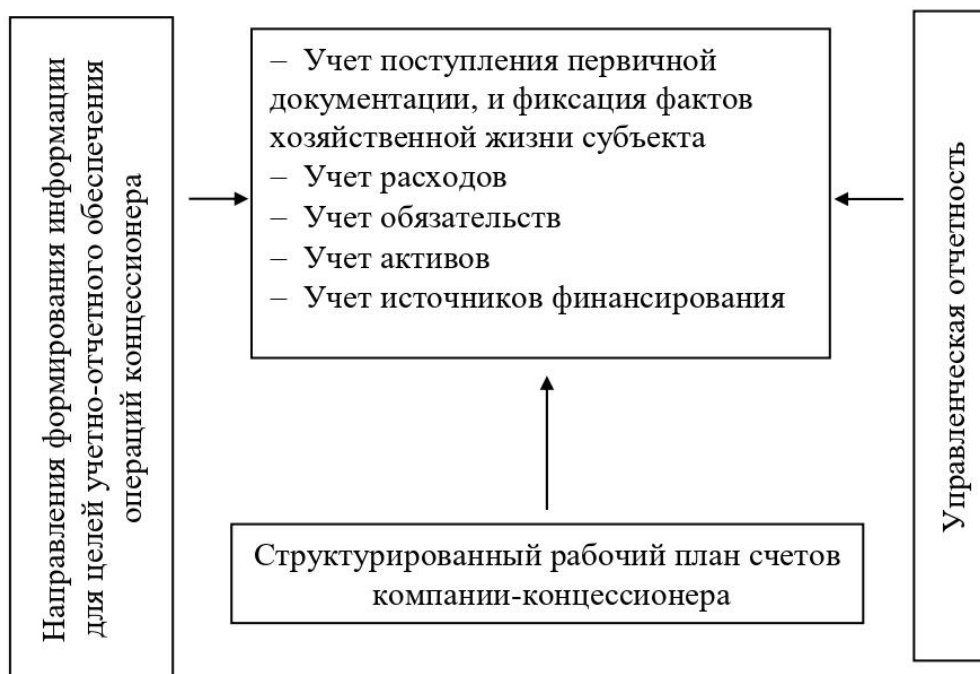 Направления формирования информации
для целей учетно-отчетного обеспечения
операций концессионера
– Учет поступления первичной
документации, и фиксация фактов
хозяйственной жизни субъекта
– Учет расходов
– Учет обязательств
– Учет активов
– Учет источников финансирования
Структурированный рабочий план счетов
компании-концессионера
Управленческая отчетность